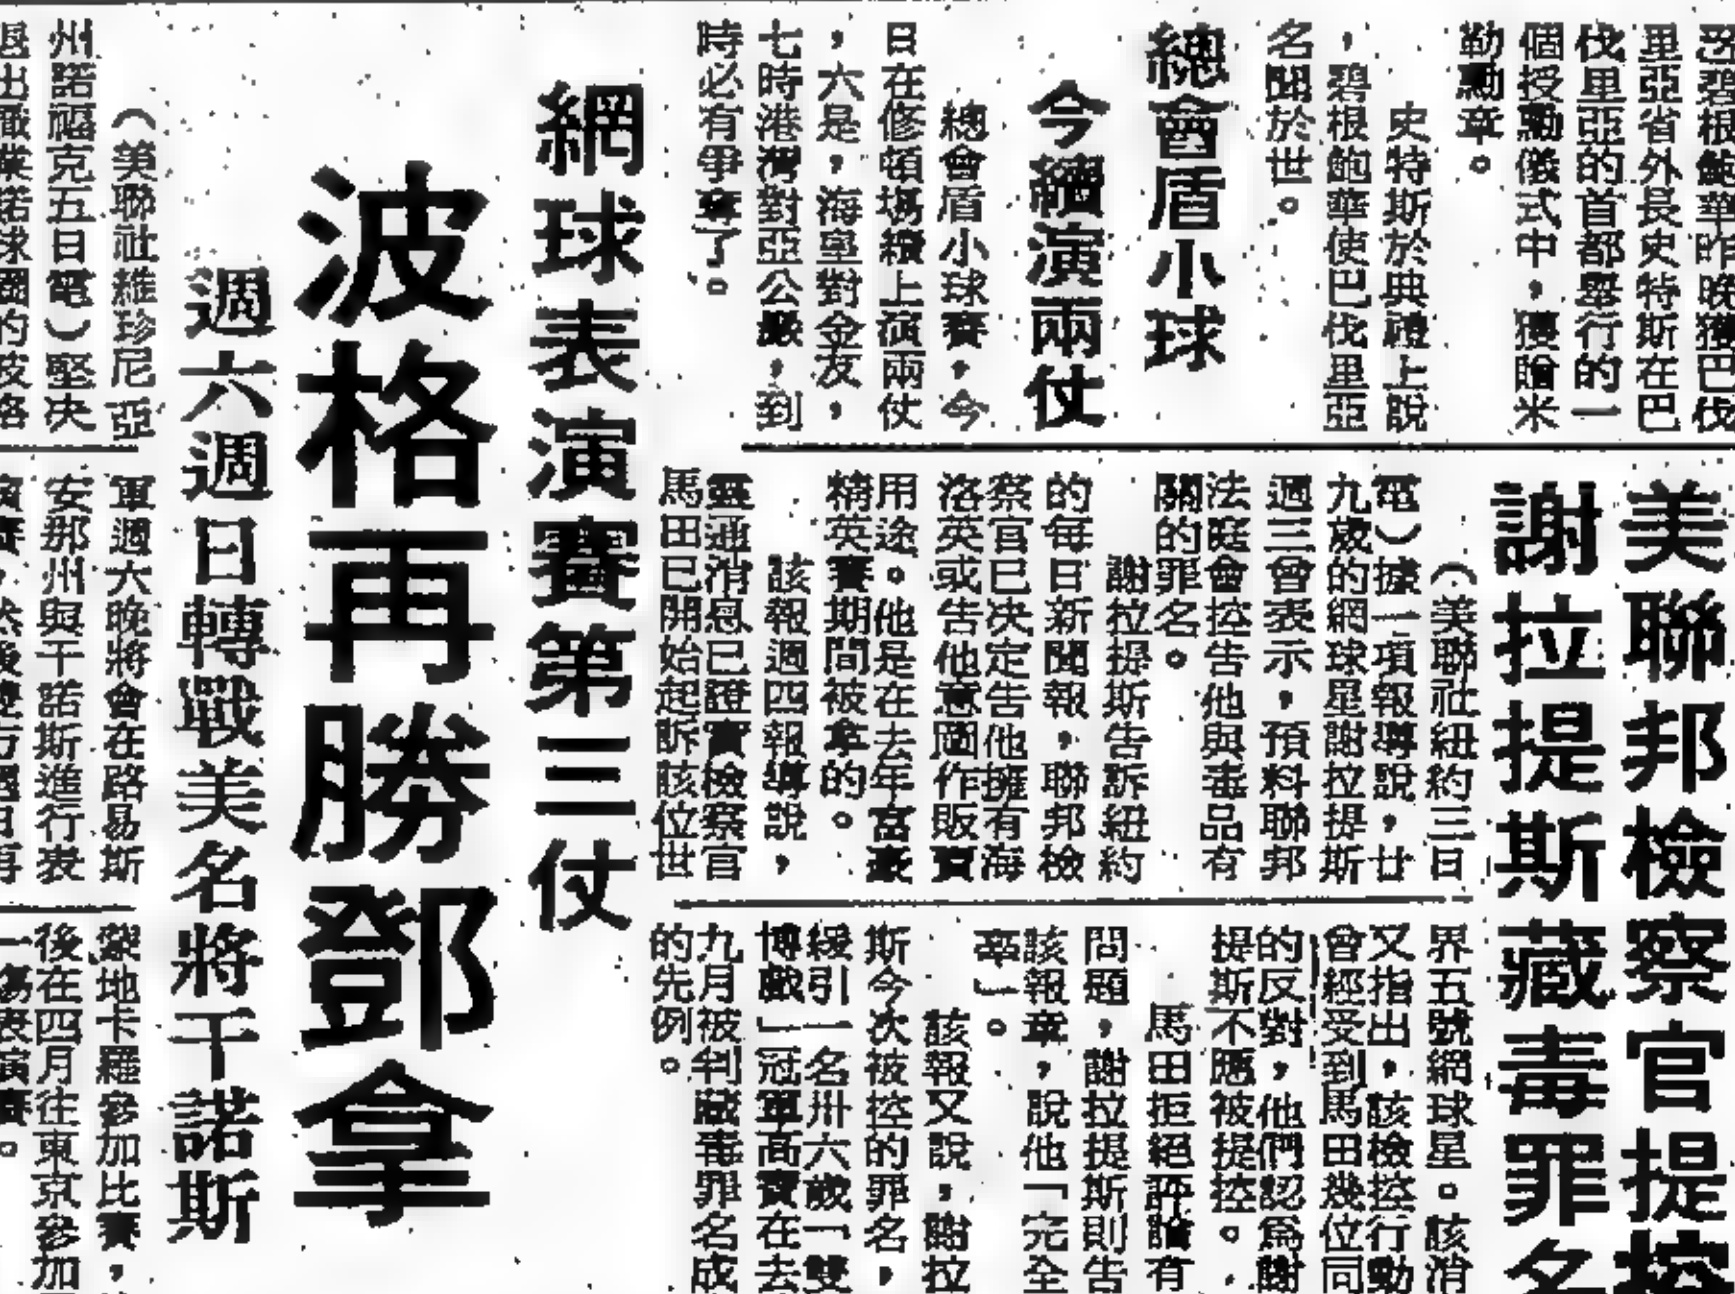 悉碧根鮑華昨晚獲巴伐
里亞省外長史特斯在巴
伐里亞的首都舉行的一
個授勳儀式中，獲贈米
勒勳章。
史特斯於典禮上說
，碧根鮑華使巴伐里亞
名聞於世。
總會盾小球
今續演兩仗
總會盾小球賽，今
日在修頓場續上演兩仗
，六是，海皇對金友，
七時港灣對亞公嚴，到
時必有爭奪了。
美聯邦檢察官提控
謝拉提斯藏毒罪名
（美聯社紐約三日
電）據一項報導說，廿
九歲的網球星謝拉提斯
週三曾表示，預料聯邦
法庭會控告他與毒品有
關的罪名。
謝拉提斯告訴紐約
的每日新聞報，聯邦檢
察官已決定告他擁有海
洛英或告他意圖作販賣
用途。他是在去年富豪
精英賽期間被拿的。
該報週四報導說，
靈通消息已證實檢察官
馬田已開始起訴該位世
界五號網球星。該消
又指出，該檢控行動
曾經受到馬田幾位同
的反對，他們認爲謝
提斯不應被提控。
馬田拒絕評論有
問題，謝拉提斯則告
該報章，說他「完全
辜」。
該報又說，謝拉
斯今次被控的罪名，
緩引一名卅六歲「雙
博戲」冠軍高賓在去
九月被判藏毒罪名成
的先例。
網球表演賽第三仗
波格再勝鄧拿
週六週日轉戰美名將干諾斯
（美聯社維珍尼亞
州諾福克五日電）堅決
退出職業諾球圈的波格
軍週六晚將會在路易斯
安那州與干諾斯進行表
演賽，然後雙方週日再
黎地卡羅參加比賽，
後在四月往東京參加
一場表演賽。